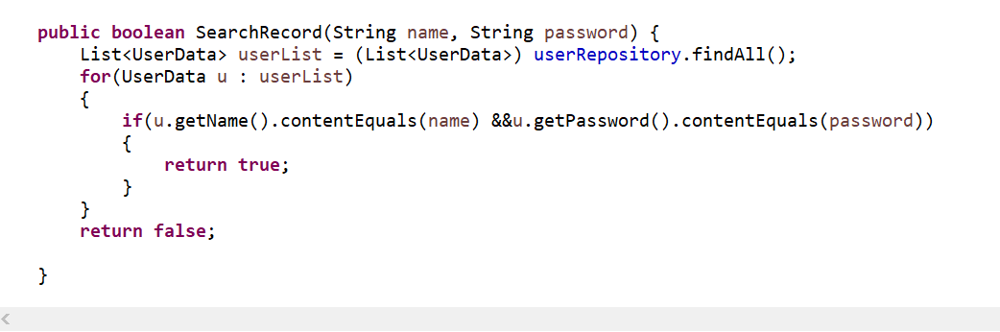 public boolean SearchRecord(String name, String password) {
List<UserData> userList = (List<UserData>) userRepository.findAll();
for(UserData u : userList)
{
if(u.getName().contentEquals(name) &&u.getPassword().contentEquals(password))
{
return true;
}
}
return false;
}